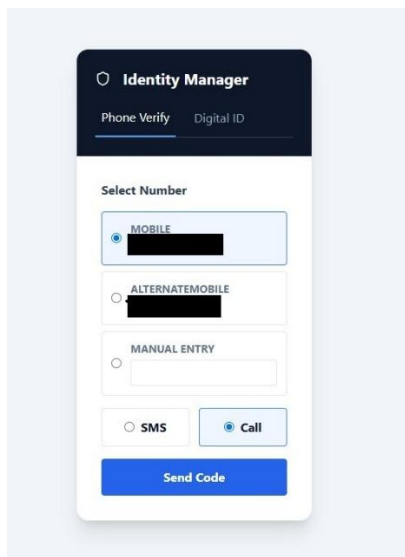 Identity Manager
Phone Verify Digital ID
Select Number
MOBILE
ALTERNATEMOBILE
MANUAL ENTRY
SMS Call
Send Code